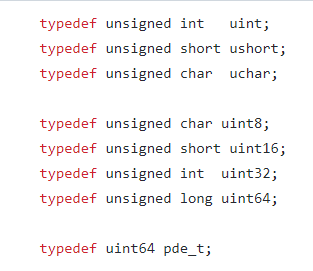 typedef unsigned int   uint;
typedef unsigned short ushort;
typedef unsigned char  uchar;

typedef unsigned char uint8;
typedef unsigned short uint16;
typedef unsigned int  uint32;
typedef unsigned long uint64;

typedef uint64 pde_t;